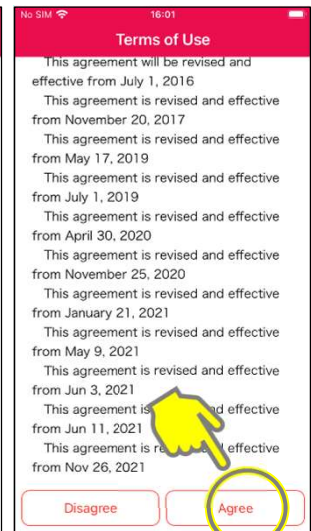 No SIM 16:01
Terms of Use
This agreement will be revised and
effective from July 1, 2016
This agreement is revised and effective
from November 20, 2017
This agreement is revised and effective
from May 17, 2019
This agreement is revised and effective
from July 1, 2019
This agreement is revised and effective
from April 30, 2020
This agreement is revised and effective
from November 25, 2020
This agreement is revised and effective
from January 21, 2021
This agreement is revised and effective
from May 9, 2021
This agreement is revised and effective
from Jun 3, 2021
This agreement is effective
from Jun 11, 2021
This agreement is effective
from Nov 26, 2021
Disagree Agree